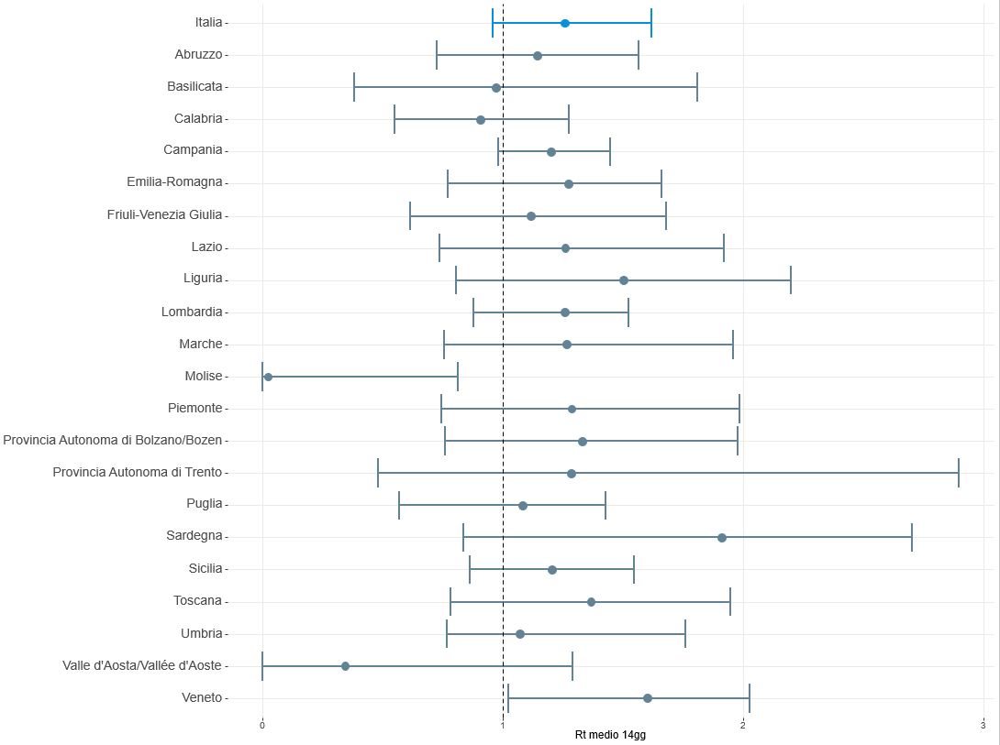 Italia
Abruzzo
Basilicata
Calabria
Campania
Emilia-Romagna
Friuli-Venezia Giulia
Lazio
Liguria
Lombardia
Marche
Molise
Piemonte
Provincia Autonoma di Bolzano/Bozen
Provincia Autonoma di Trento
Puglia
Sardegna
Sicilia
Toscana
Umbria
Valle d'Aosta/Vallée d'Aoste
Veneto
0 1 2 3
Rt medio 14gg